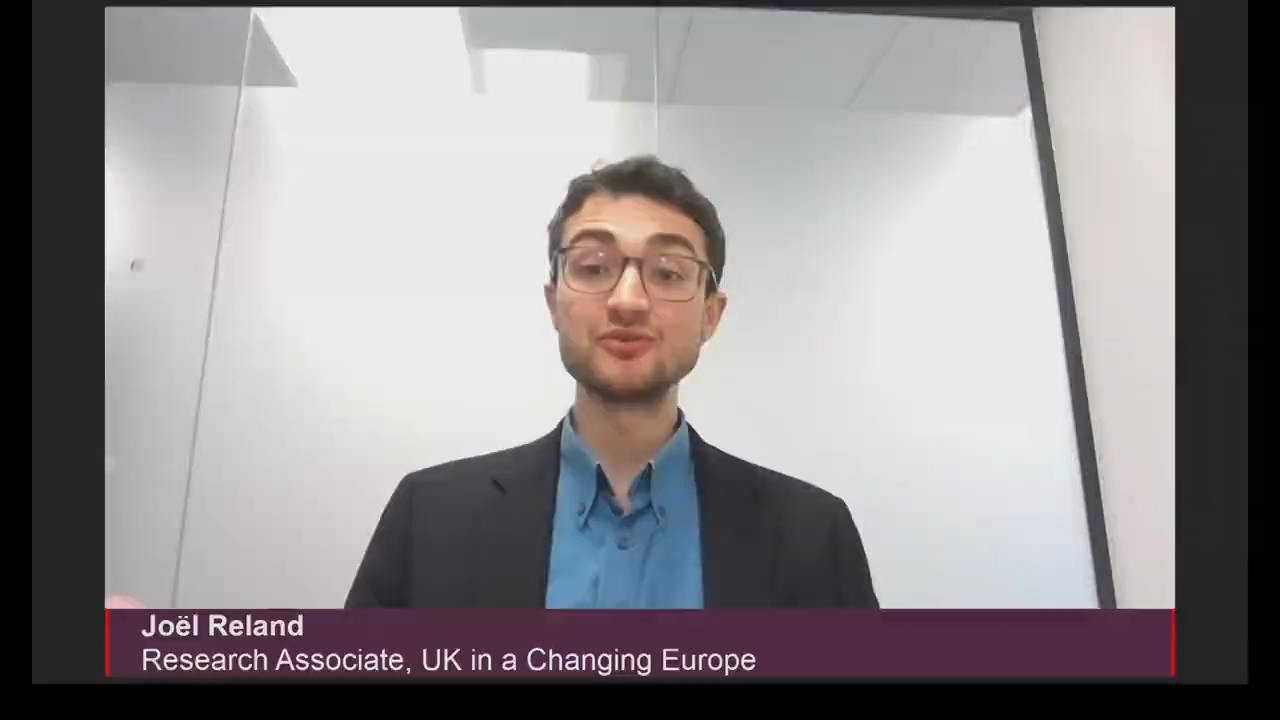 Joël Reland
Research Associate, UK in a Changing Europe